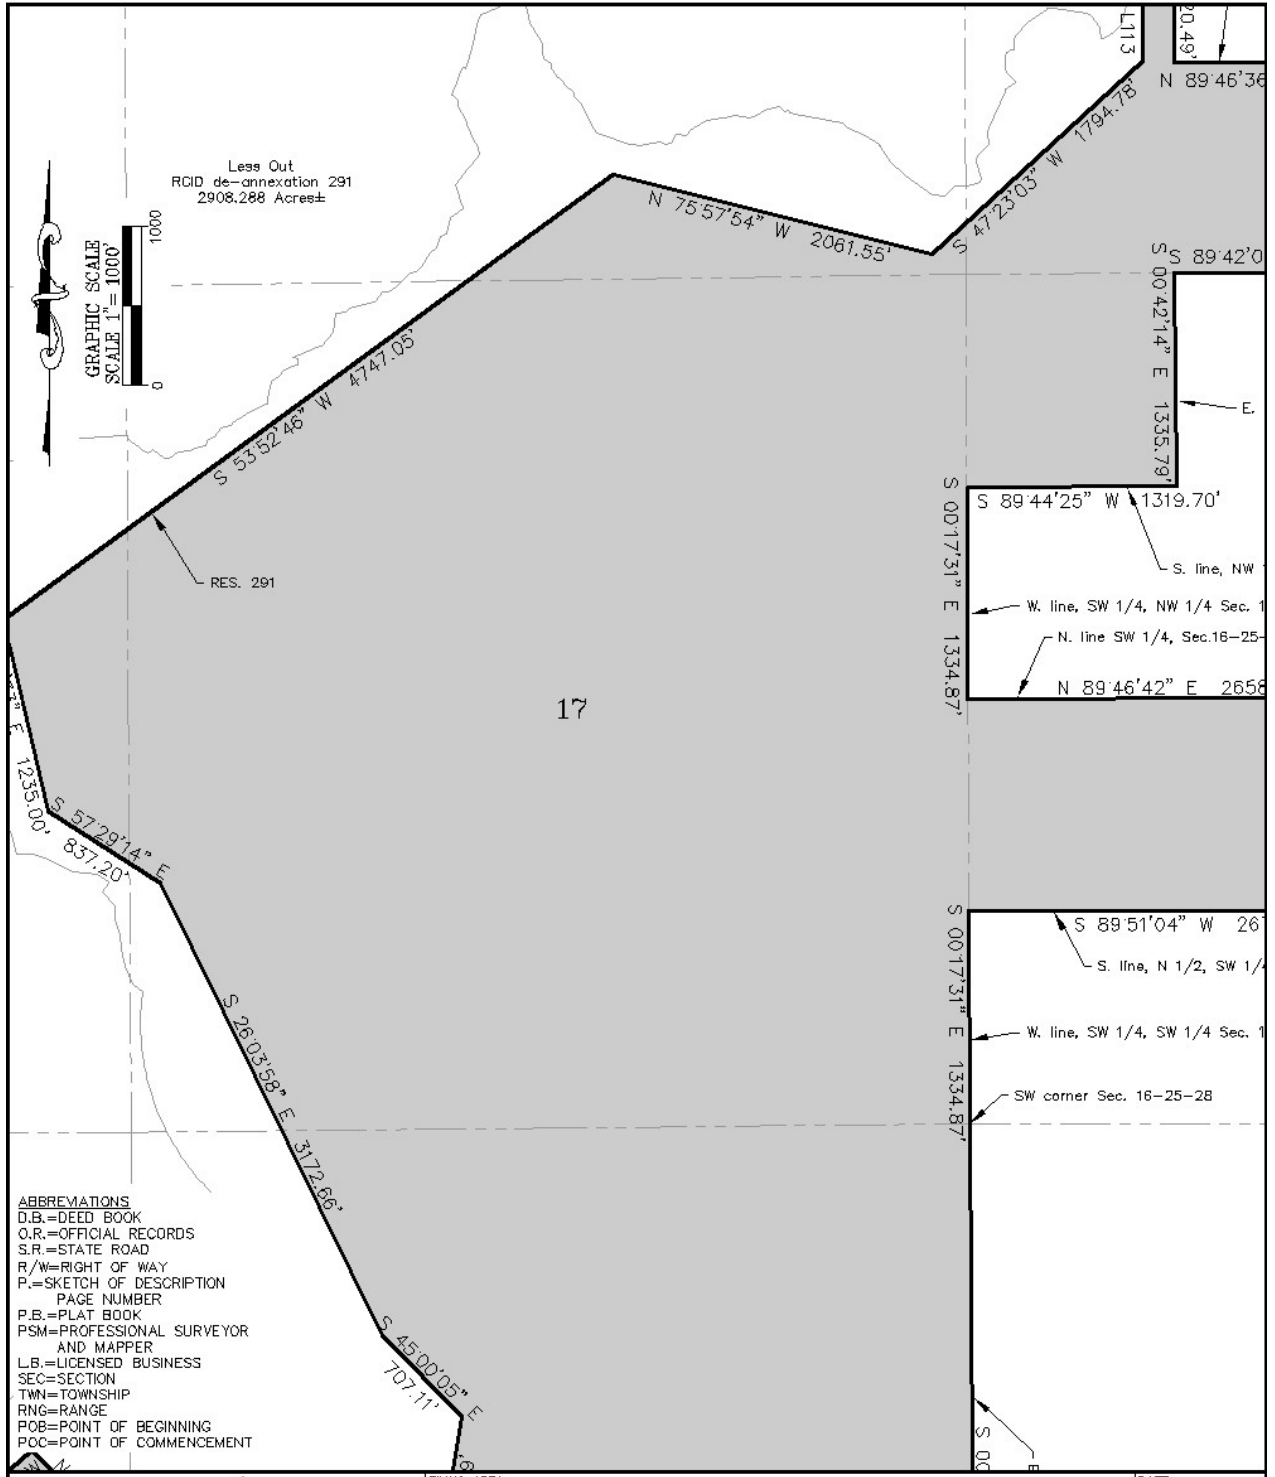 L113
20.49'
N 89°46'36
N 75°57'54" W 2061.55'
S 47°23'03" W 1794.78'
Less Out
RCID de-annexation 291
2908.288 Acres±
GRAPHIC SCALE
SCALE 1"= 1000'
0
1000
S 89°42'0
S 00°42'14" E 1335.79'
E.
S 53°52'46" W 4747.05'
S 89°44'25" W 1319.70'
S 00°17'31" E 1334.87'
S. line, NW
RES. 291
W. line, SW 1/4, NW 1/4 Sec. 1
N. line SW 1/4, Sec.16-25-
N 89°46'42" E 2658
17
E 1235.00'
S 57°29'14" E
837.20'
S 89°51'04" W 26
S. line, N 1/2, SW 1/4
S 00°17'31" E 1334.87'
W. line, SW 1/4, SW 1/4 Sec. 1
SW corner Sec. 16-25-28
S 26°03'58" E 3172.66'
S 45°00'05" E
707.11'
S 00
ABBREVIATIONS
D.B.=DEED BOOK
O.R.=OFFICIAL RECORDS
S.R.=STATE ROAD
R/W=RIGHT OF WAY
P.=SKETCH OF DESCRIPTION
PAGE NUMBER
P.B.=PLAT BOOK
PSM=PROFESSIONAL SURVEYOR
AND MAPPER
L.B.=LICENSED BUSINESS
SEC=SECTION
TWN=TOWNSHIP
RNG=RANGE
POB=POINT OF BEGINNING
POC=POINT OF COMMENCEMENT